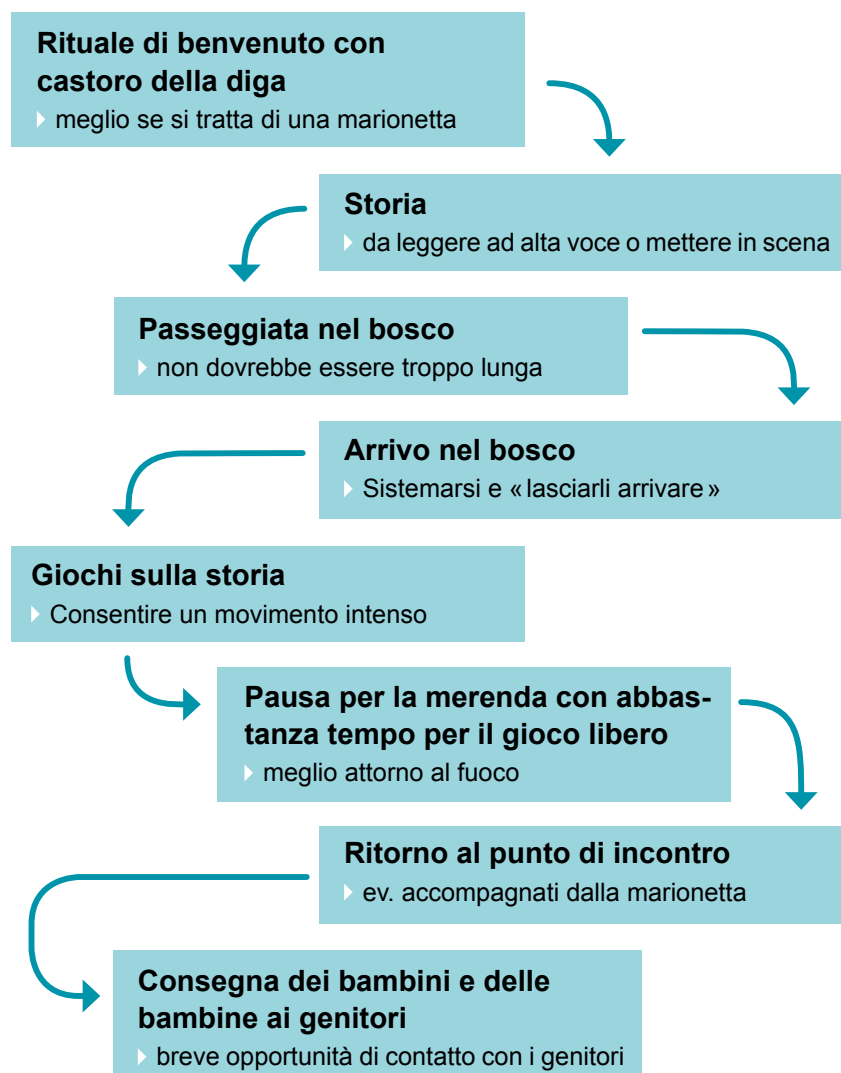 Rituale di benvenuto con
castoro della diga
meglio se si tratta di una marionetta
Storia
da leggere ad alta voce o mettere in scena
Passeggiata nel bosco
non dovrebbe essere troppo lunga
Arrivo nel bosco
Sistemarsi e «lasciarli arrivare»
Giochi sulla storia
Consentire un movimento intenso
Pausa per la merenda con abbas-
tanza tempo per il gioco libero
meglio attorno al fuoco
Ritorno al punto di incontro
ev. accompagnati dalla marionetta
Consegna dei bambini e delle
bambine ai genitori
breve opportunità di contatto con i genitori